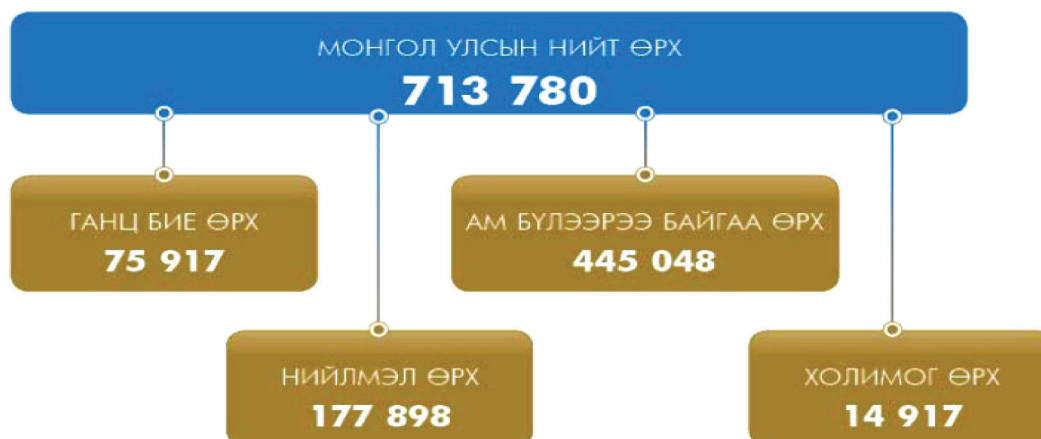 МОНГОЛ УЛСЫН НИЙТ ӨРХ
713 780
ГАНЦ БИЕ ӨРХ
75 917
АМ БҮЛЭЭРЭЭ БАЙГАА ӨРХ
445 048
НИЙЛМЭЛ ӨРХ
177 898
ХОЛИМОГ ӨРХ
14 917